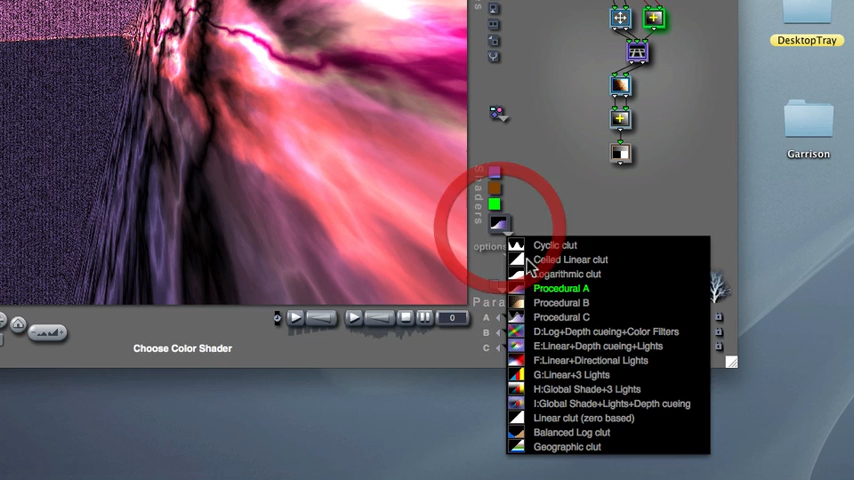 DesktopTray
Garrison
Shaders
options
Cyclic clut
Ceiled Linear clut
Logarithmic clut
Procedural A
Procedural B
Procedural C
D:Log+Depth cueing+Color Filters
E:Linear+Depth cueing+Lights
F:Linear+Directional Lights
G:Linear+3 Lights
H:Global Shade+3 Lights
I:Global Shade+Lights+Depth cueing
Linear clut (zero based)
Balanced Log clut
Geographic clut
Para
A
B
C
0
Choose Color Shader